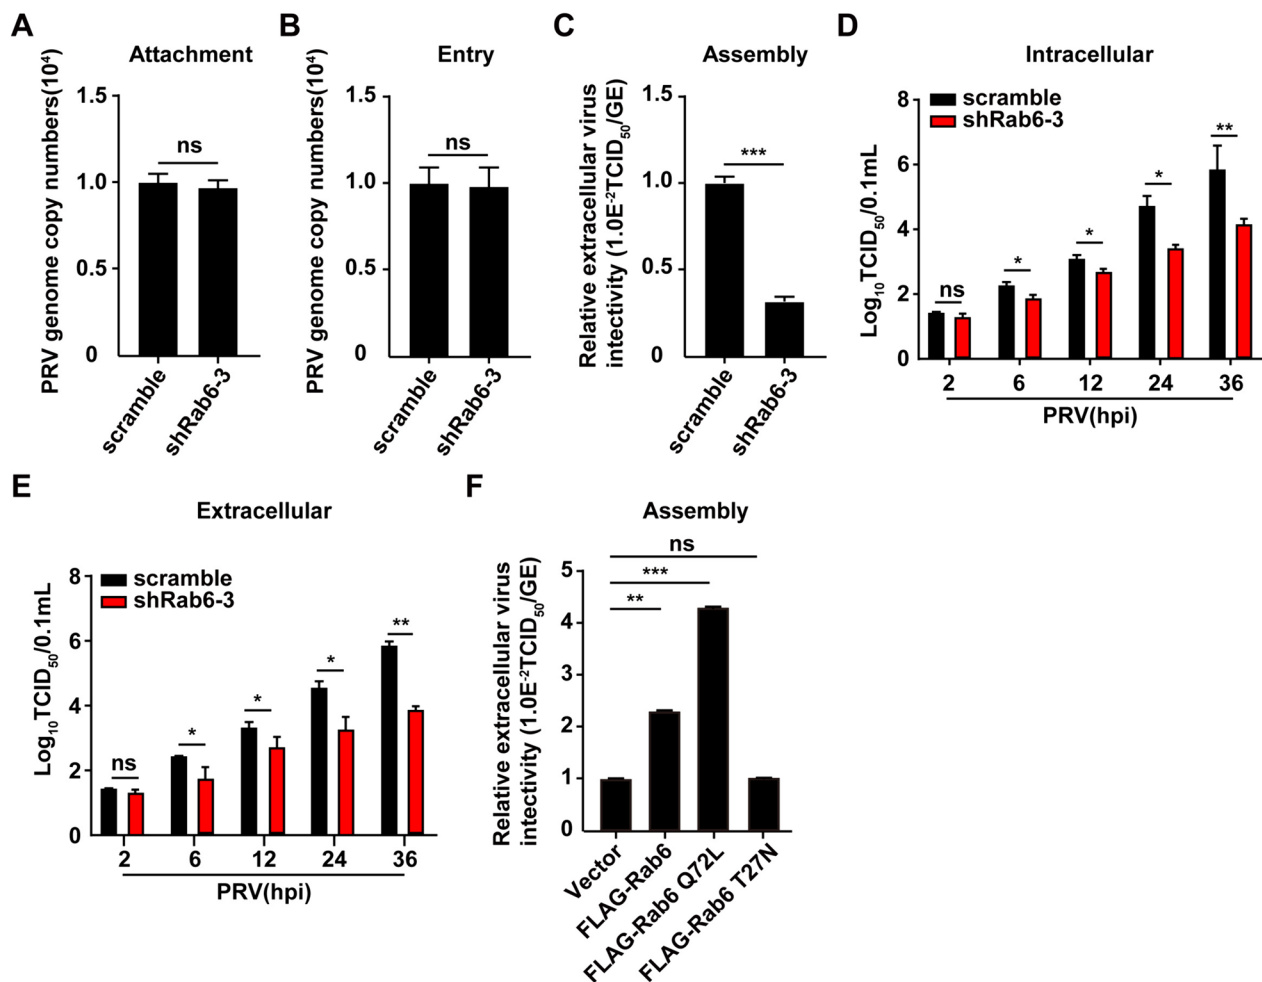 A
Attachment
PRV genome copy numbers(10⁴)
1.5
1.0
0.5
0
ns
scramble
shRab6-3
B
Entry
PRV genome copy numbers(10⁴)
1.5
1.0
0.5
0
ns
scramble
shRab6-3
C
Assembly
Relative extracellular virus
intectivity (1.0E⁻²TCID₅₀/GE)
1.5
1.0
0.5
0
***
scramble
shRab6-3
D
Intracellular
scramble
shRab6-3
Log₁₀TCID₅₀/0.1mL
8
6
4
2
0
ns
*
*
*
**
2 6 12 24 36
PRV(hpi)
E
Extracellular
scramble
shRab6-3
Log₁₀TCID₅₀/0.1mL
8
6
4
2
0
ns
*
*
*
**
2 6 12 24 36
PRV(hpi)
F
Assembly
Relative extracellular virus
intectivity (1.0E⁻²TCID₅₀/GE)
5
4
3
2
1
0
ns
***
**
Vector
FLAG-Rab6
FLAG-Rab6 Q72L
FLAG-Rab6 T27N